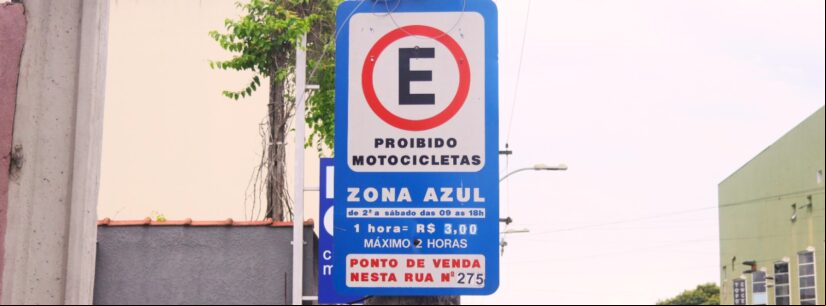 E
PROIBIDO
MOTOCICLETAS
ZONA AZUL
de 2ª a sábado das 09 as 18h
1 hora= R$ 3,00
MÁXIMO 2 HORAS
PONTO DE VENDA
NESTA RUA Nº 275